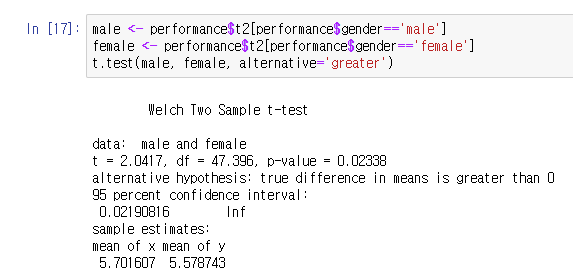 In [17]:
male <- performance$t2[performance$gender=='male']
female <- performance$t2[performance$gender=='female']
t.test(male, female, alternative='greater')
Welch Two Sample t-test
data:  male and female
t = 2.0417, df = 47.396, p-value = 0.02338
alternative hypothesis: true difference in means is greater than 0
95 percent confidence interval:
0.02190816        Inf
sample estimates:
mean of x mean of y
5.701607  5.578743